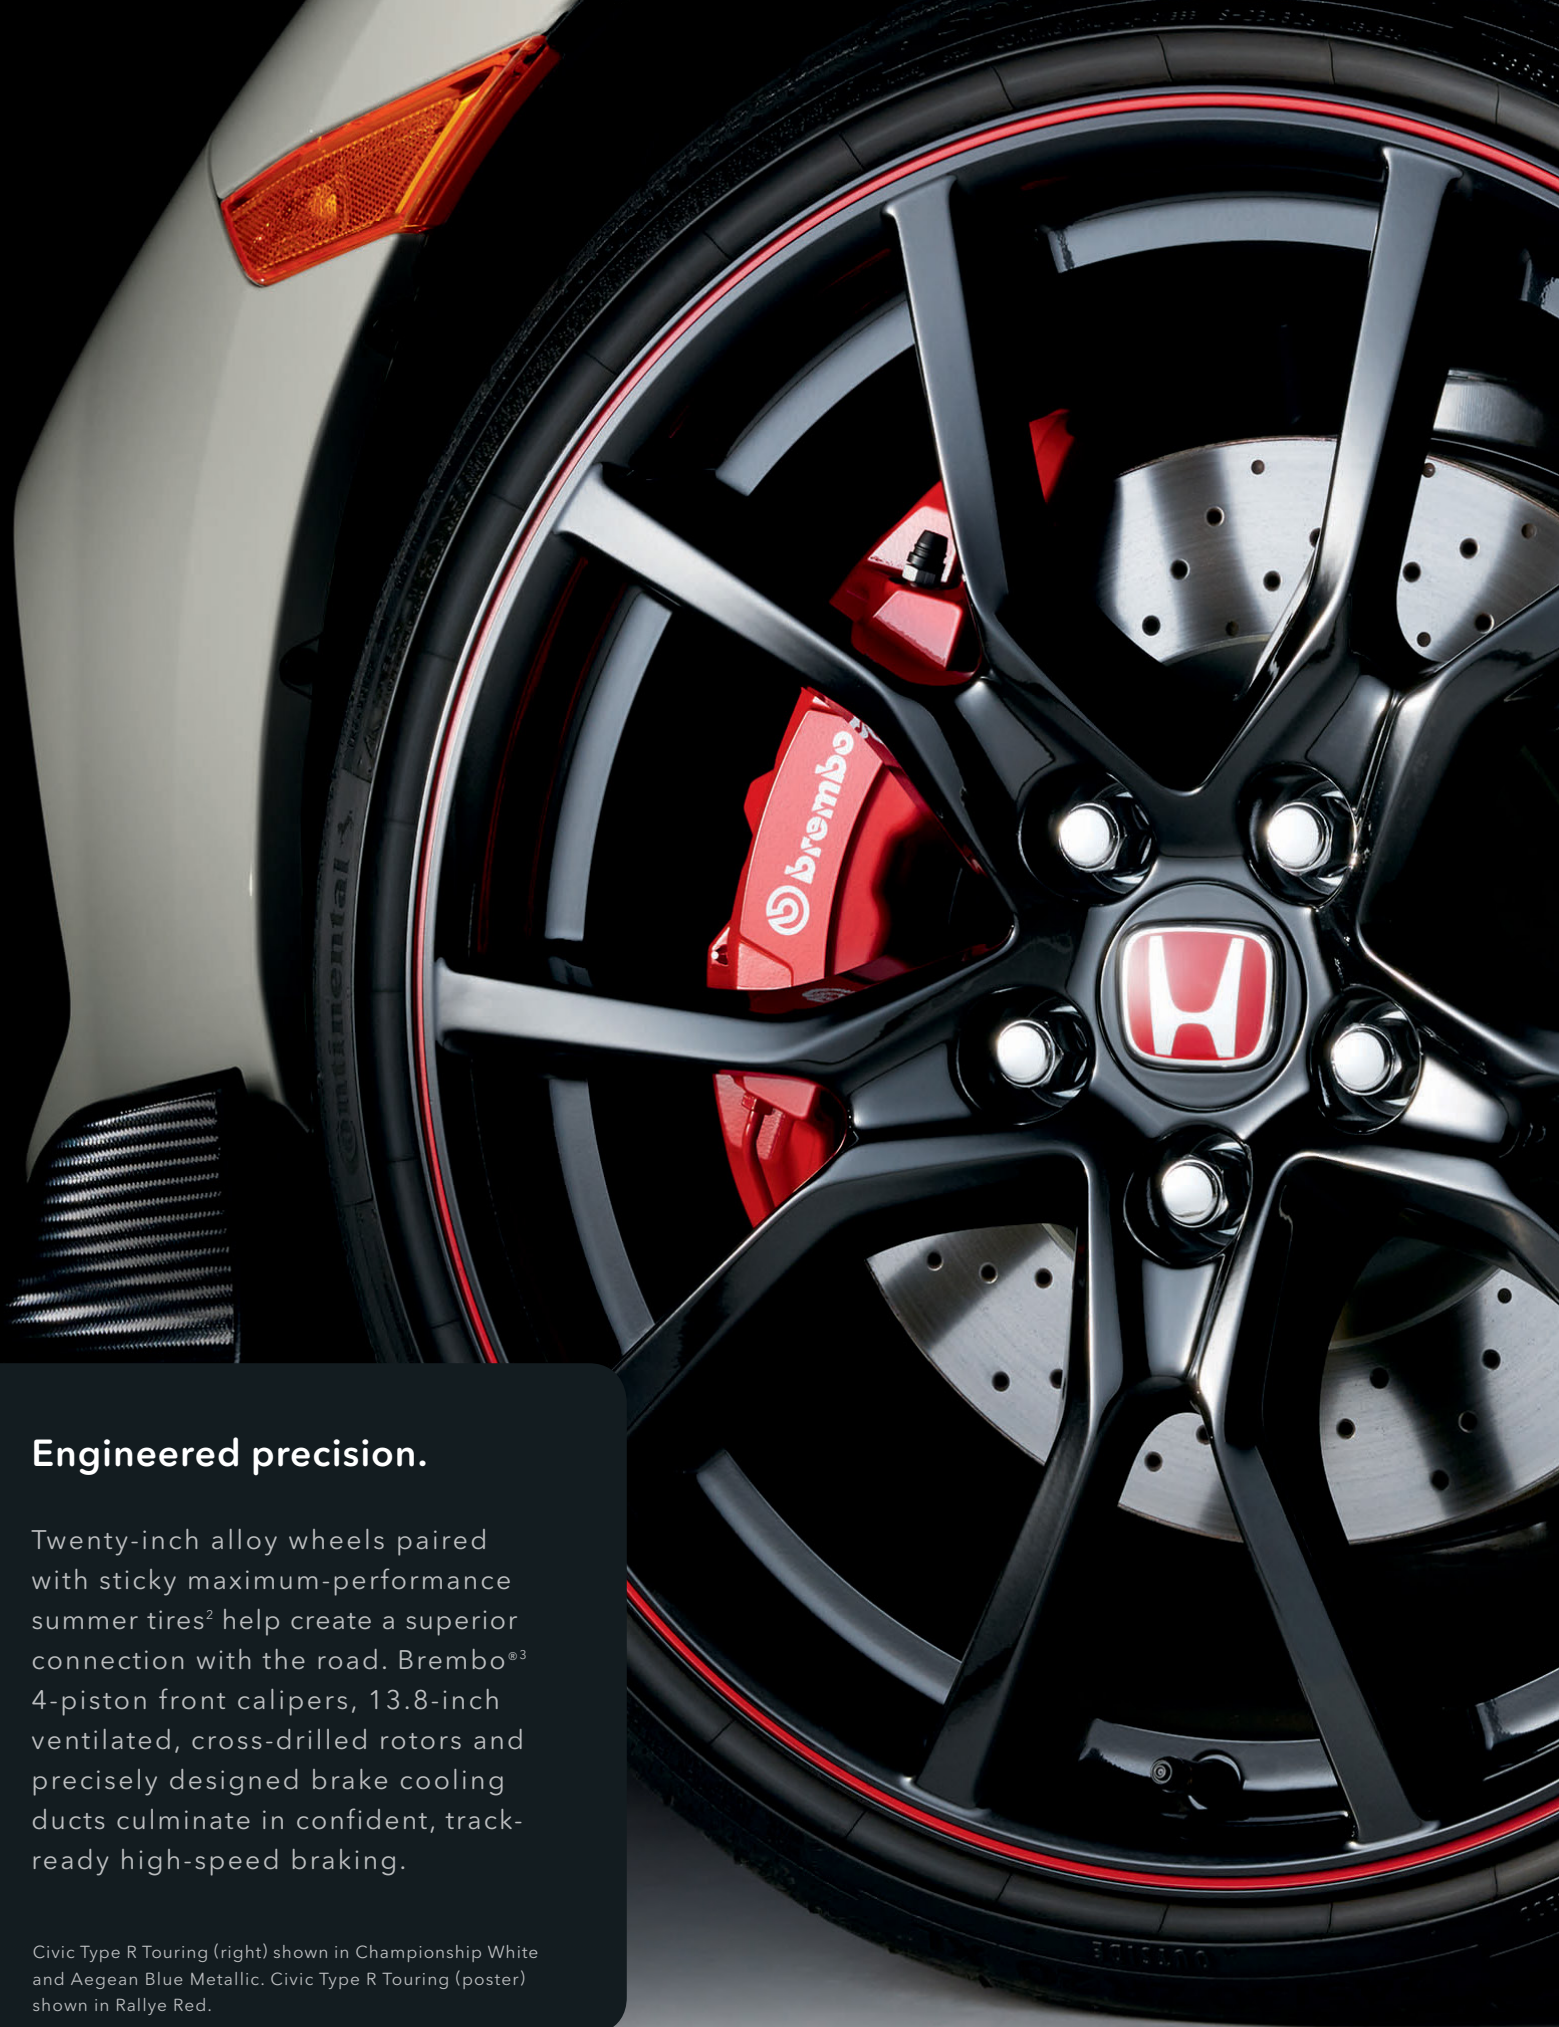 brembo
Continental
OUTSIDE
Engineered precision.
Twenty-inch alloy wheels paired
with sticky maximum-performance
summer tires² help create a superior
connection with the road. Brembo®³
4-piston front calipers, 13.8-inch
ventilated, cross-drilled rotors and
precisely designed brake cooling
ducts culminate in confident, track-
ready high-speed braking.
Civic Type R Touring (right) shown in Championship White
and Aegean Blue Metallic. Civic Type R Touring (poster)
shown in Rallye Red.